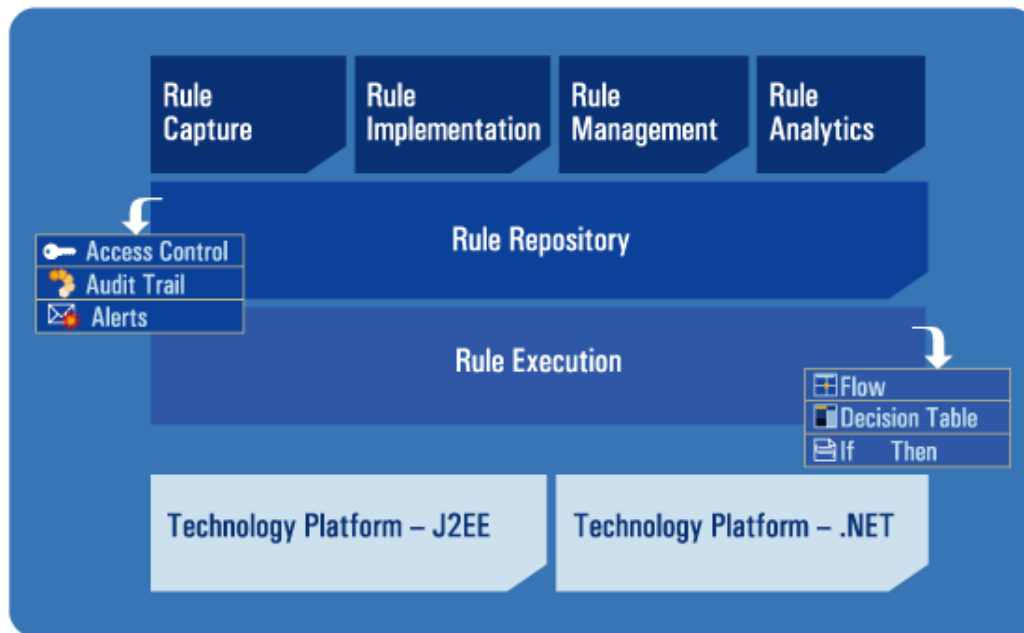 Rule
Capture
Rule
Implementation
Rule
Management
Rule
Analytics
Rule Repository
Access Control
Audit Trail
Alerts
Rule Execution
Flow
Decision Table
If Then
Technology Platform – J2EE
Technology Platform – .NET